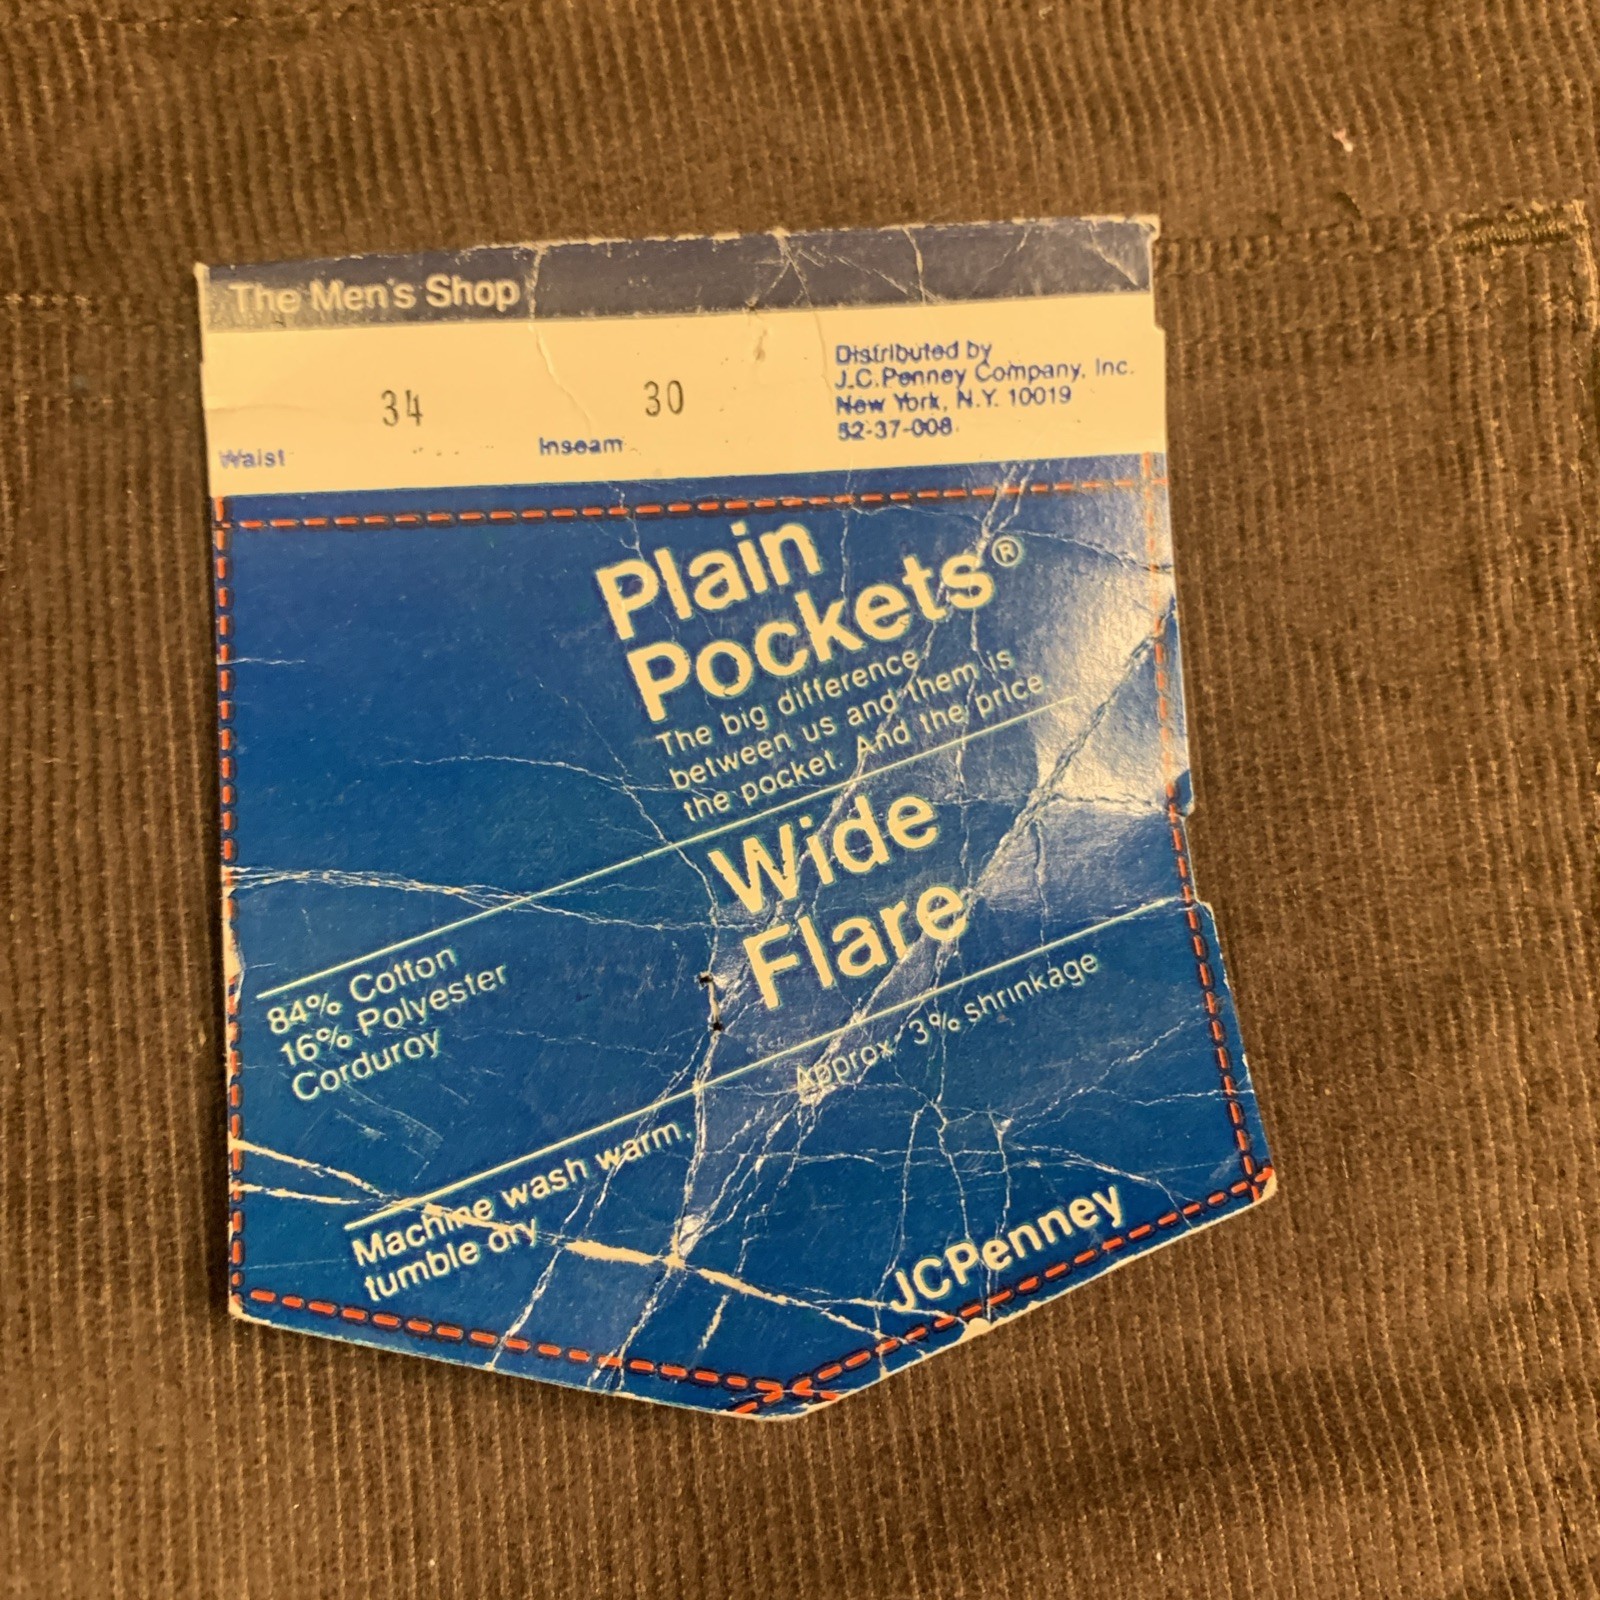 The Men's Shop
34
30
Waist
Inseam
Distributed by
J.C.Penney Company, Inc.
New York, N.Y. 10019
52-37-008
Plain
Pockets®
The big difference
between us and them is
the pocket. And the price.
Wide
Flare
84% Cotton
16% Polyester
Corduroy
Approx. 3% shrinkage
Machine wash warm,
tumble dry
JCPenney